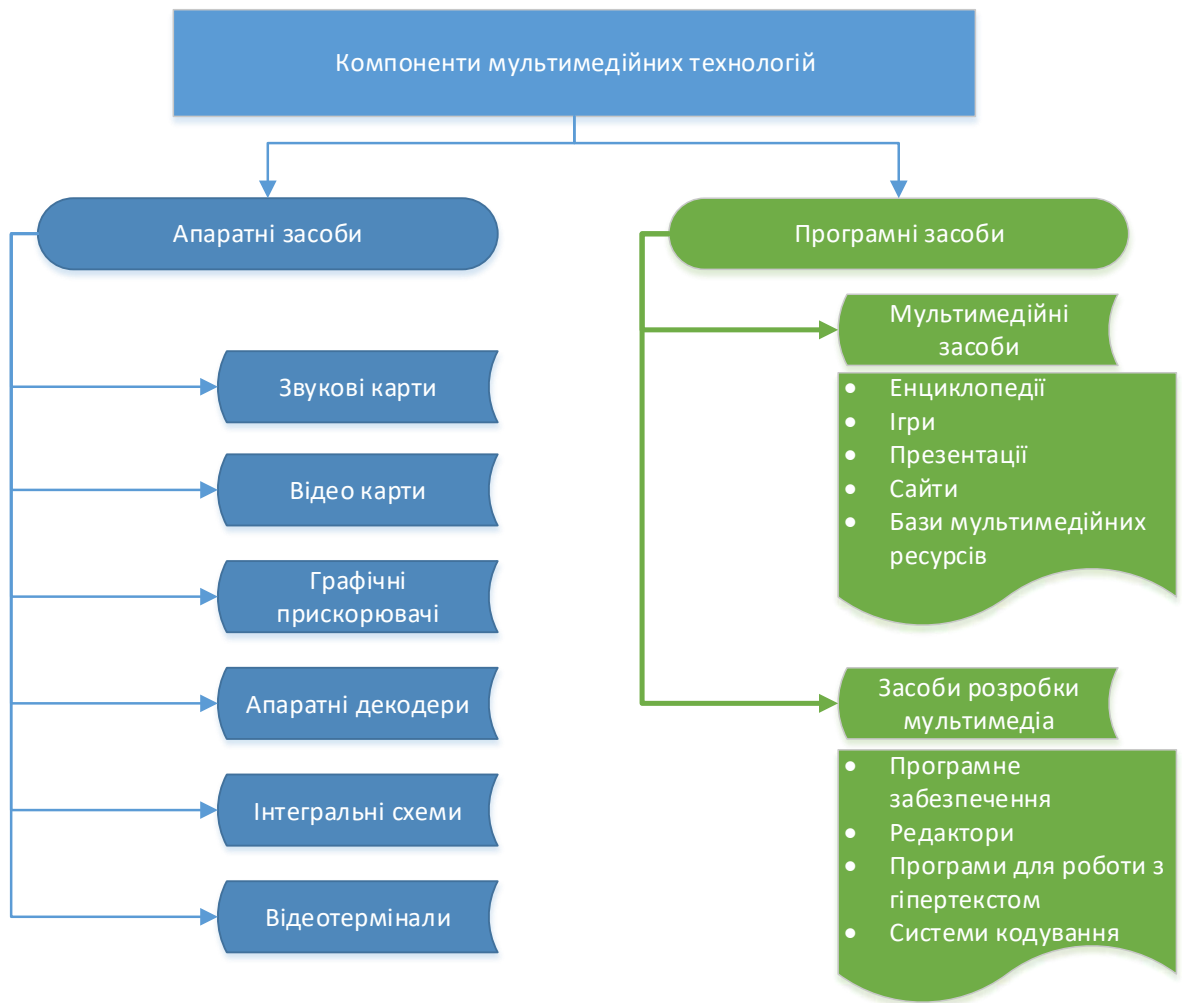 Компоненти мультимедійних технологій
Апаратні засоби
Звукові карти
Відео карти
Графічні
прискорювачі
Апаратні декодери
Інтегральні схеми
Відеотермінали
Програмні засоби
Мультимедійні
засоби
• Енциклопедії
• Ігри
• Презентації
• Сайти
• Бази мультимедійних
ресурсів
Засоби розробки
мультимедіа
• Програмне
забезпечення
• Редактори
• Програми для роботи з
гіпертекстом
• Системи кодування